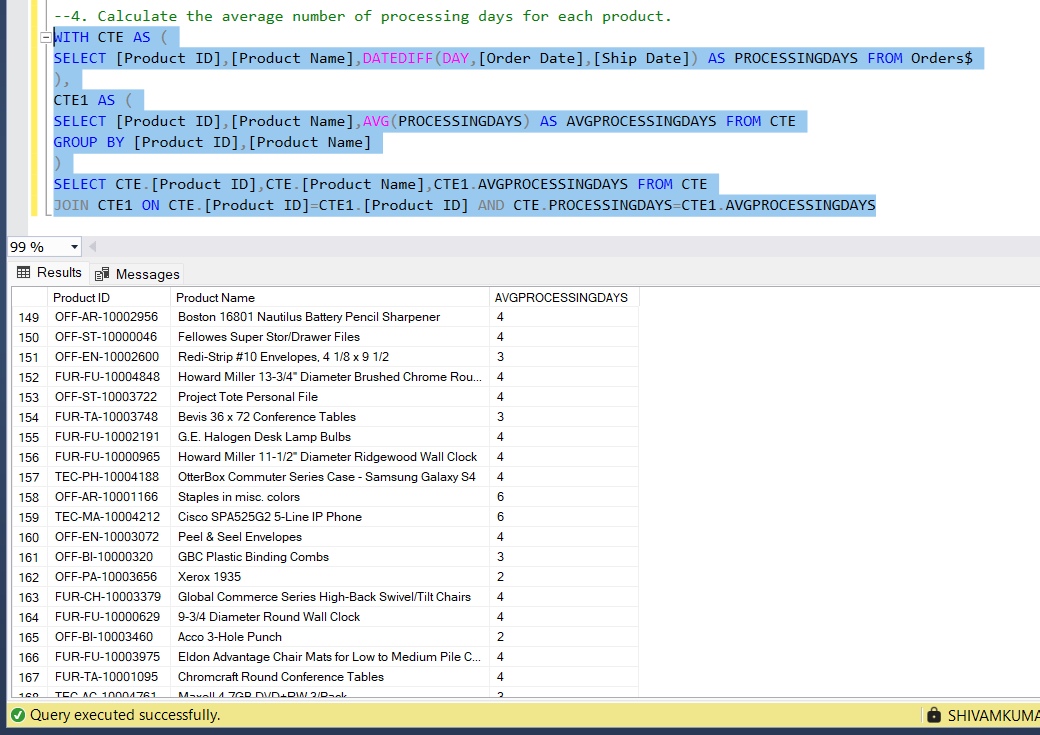 --4. Calculate the average number of processing days for each product.
WITH CTE AS (
SELECT [Product ID],[Product Name],DATEDIFF(DAY,[Order Date],[Ship Date]) AS PROCESSINGDAYS FROM Orders$
),
CTE1 AS (
SELECT [Product ID],[Product Name],AVG(PROCESSINGDAYS) AS AVGPROCESSINGDAYS FROM CTE
GROUP BY [Product ID],[Product Name]
)
SELECT CTE.[Product ID],CTE.[Product Name],CTE1.AVGPROCESSINGDAYS FROM CTE
JOIN CTE1 ON CTE.[Product ID]=CTE1.[Product ID] AND CTE.PROCESSINGDAYS=CTE1.AVGPROCESSINGDAYS
99 %
Results Messages
Product ID Product Name AVGPROCESSINGDAYS
149 OFF-AR-10002956 Boston 16801 Nautilus Battery Pencil Sharpener 4
150 OFF-ST-10000046 Fellowes Super Stor/Drawer Files 4
151 OFF-EN-10002600 Redi-Strip #10 Envelopes, 4 1/8 x 9 1/2 3
152 FUR-FU-10004848 Howard Miller 13-3/4" Diameter Brushed Chrome Rou... 4
153 OFF-ST-10003722 Project Tote Personal File 4
154 FUR-TA-10003748 Bevis 36 x 72 Conference Tables 3
155 FUR-FU-10002191 G.E. Halogen Desk Lamp Bulbs 4
156 FUR-FU-10000965 Howard Miller 11-1/2" Diameter Ridgewood Wall Clock 4
157 TEC-PH-10004188 OtterBox Commuter Series Case - Samsung Galaxy S4 4
158 OFF-AR-10001166 Staples in misc. colors 6
159 TEC-MA-10004212 Cisco SPA525G2 5-Line IP Phone 6
160 OFF-EN-10003072 Peel & Seel Envelopes 4
161 OFF-BI-10000320 GBC Plastic Binding Combs 3
162 OFF-PA-10003656 Xerox 1935 2
163 FUR-CH-10003379 Global Commerce Series High-Back Swivel/Tilt Chairs 4
164 FUR-FU-10000629 9-3/4 Diameter Round Wall Clock 4
165 OFF-BI-10003460 Acco 3-Hole Punch 2
166 FUR-FU-10003975 Eldon Advantage Chair Mats for Low to Medium Pile C... 4
167 FUR-TA-10001095 Chromcraft Round Conference Tables 4
168 TEC-AC-10004761 Maxell 4.7GB DVD+RW 3/Pack 3
Query executed successfully. SHIVAMKUMA